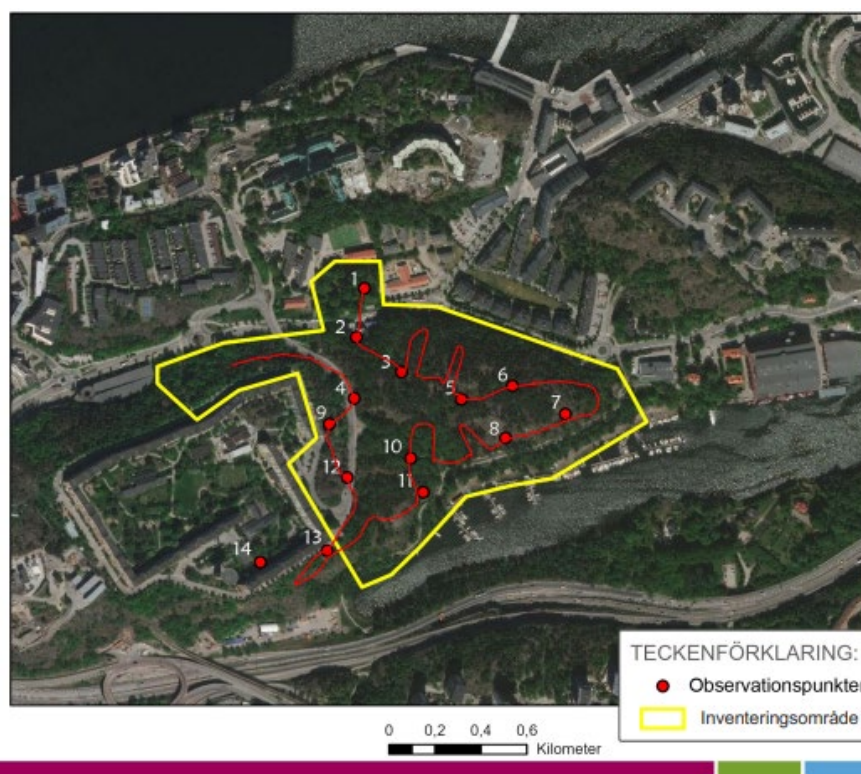 1
2
3
4
5
6
7
8
9
10
11
12
13
14
TECKENFÖRKLARING:
Observationspunkter
Inventeringsområde
0 0,2 0,4 0,6
Kilometer